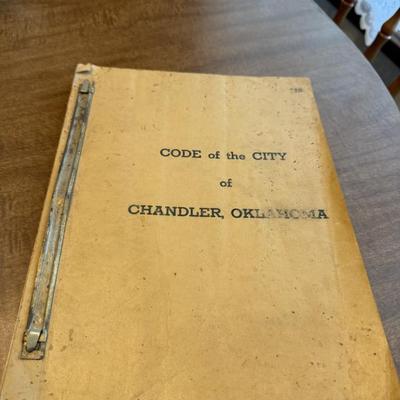 CODE of the CITY
of
CHANDLER, OKLAHOMA